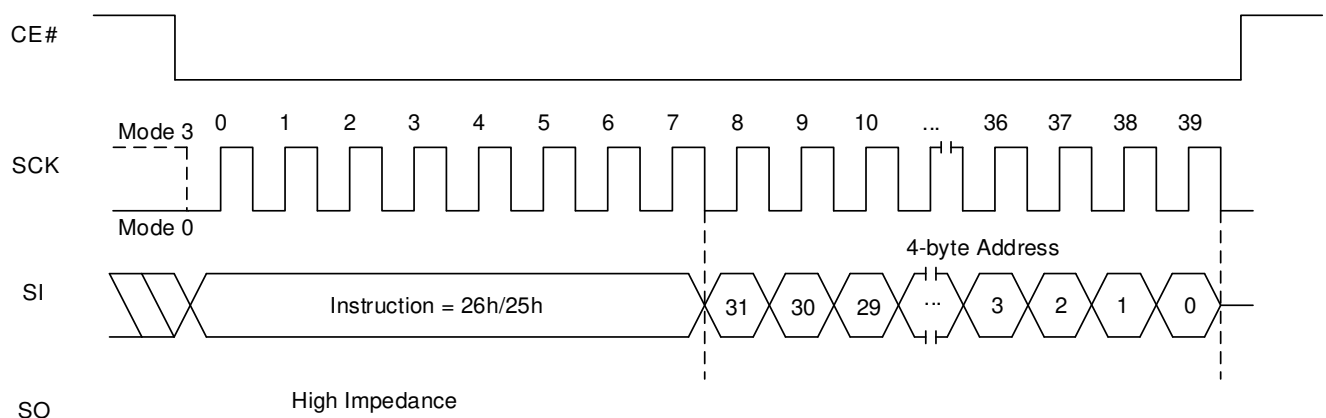 CE#
Mode 3
0 1 2 3 4 5 6 7 8 9 10 ... 36 37 38 39
SCK
Mode 0
4-byte Address
SI
Instruction = 26h/25h
31 30 29 ... 3 2 1 0
High Impedance
SO